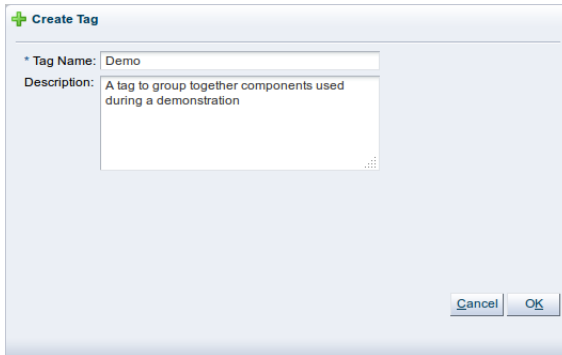 Create Tag
* Tag Name: Demo
Description: A tag to group together components used
during a demonstration
Cancel OK